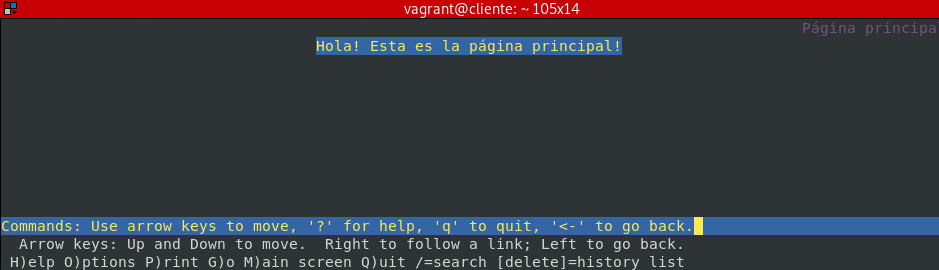 vagrant@cliente: ~ 105x14
Página principa
Hola! Esta es la página principal!
Commands: Use arrow keys to move, '?' for help, 'q' to quit, '<-' to go back.
Arrow keys: Up and Down to move.  Right to follow a link; Left to go back.
H)elp O)ptions P)rint G)o M)ain screen Q)uit /=search [delete]=history list